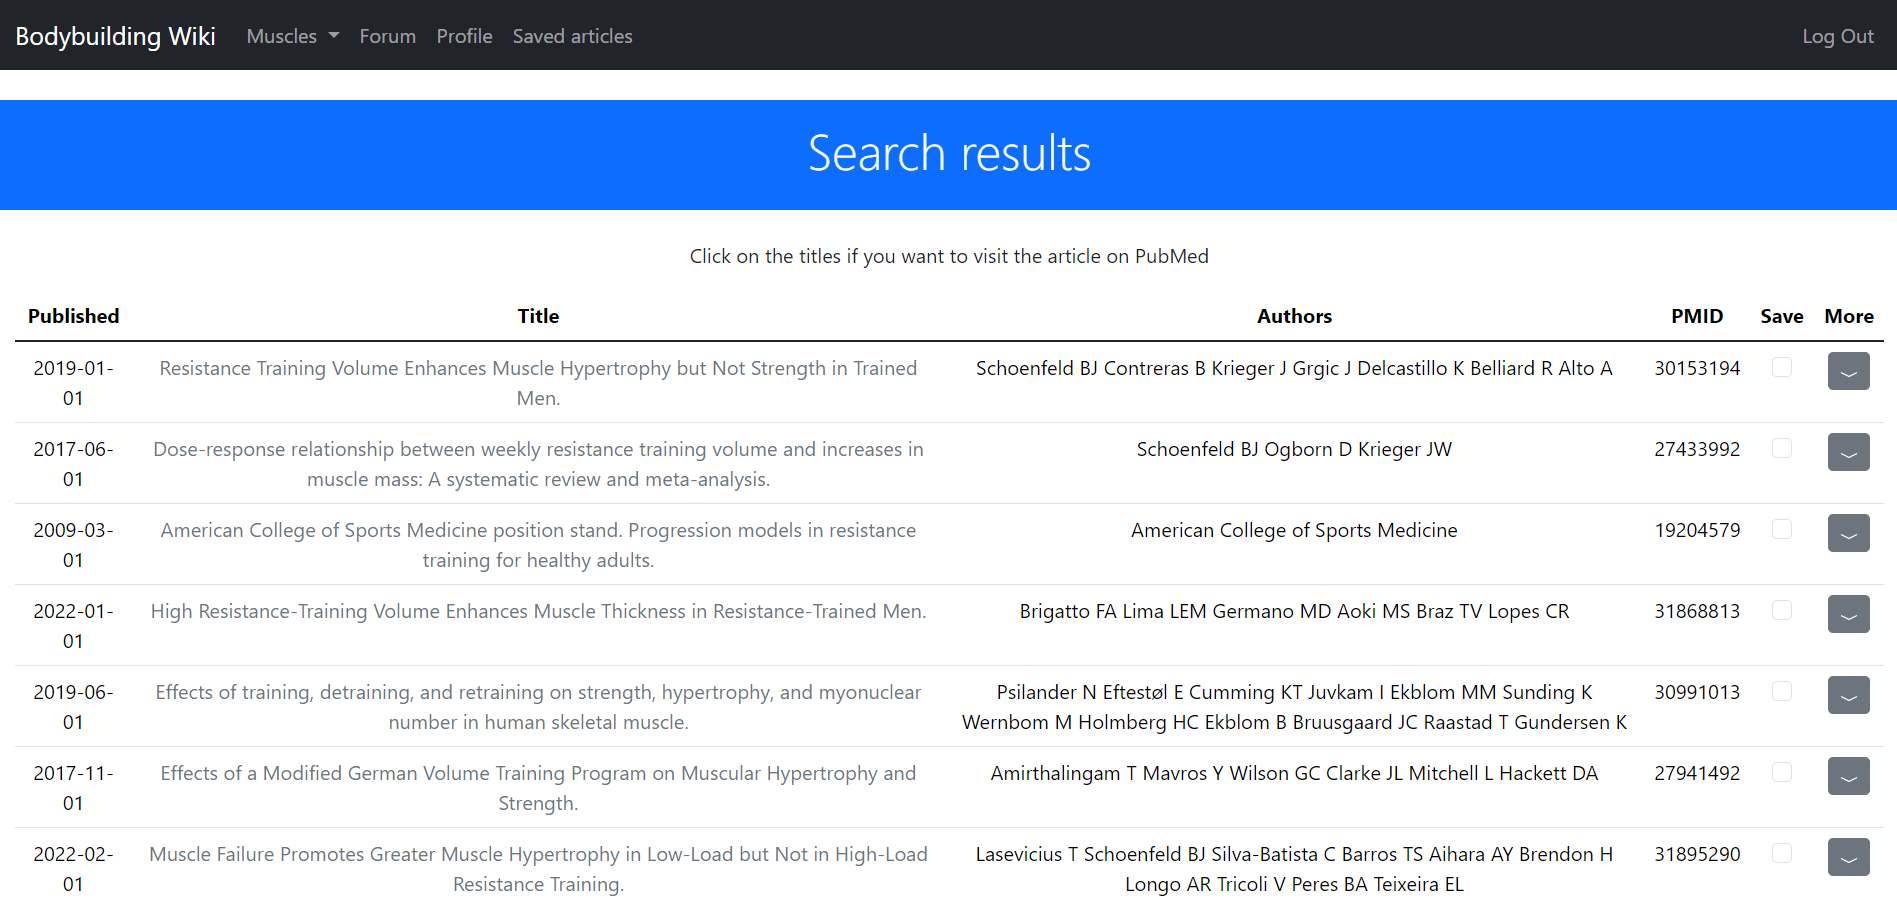 Bodybuilding Wiki Muscles Forum Profile Saved articles Log Out
Search results
Click on the titles if you want to visit the article on PubMed
Published Title Authors PMID Save More
2019-01- Resistance Training Volume Enhances Muscle Hypertrophy but Not Strength in Trained Schoenfeld BJ Contreras B Krieger J Grgic J Delcastillo K Belliard R Alto A 30153194
01 Men.
2017-06- Dose-response relationship between weekly resistance training volume and increases in Schoenfeld BJ Ogborn D Krieger JW 27433992
01 muscle mass: A systematic review and meta-analysis.
2009-03- American College of Sports Medicine position stand. Progression models in resistance American College of Sports Medicine 19204579
01 training for healthy adults.
2022-01- High Resistance-Training Volume Enhances Muscle Thickness in Resistance-Trained Men. Brigatto FA Lima LEM Germano MD Aoki MS Braz TV Lopes CR 31868813
01
2019-06- Effects of training, detraining, and retraining on strength, hypertrophy, and myonuclear Psilander N Eftestøl E Cumming KT Juvkam I Ekblom MM Sunding K 30991013
01 number in human skeletal muscle. Wernbom M Holmberg HC Ekblom B Bruusgaard JC Raastad T Gundersen K
2017-11- Effects of a Modified German Volume Training Program on Muscular Hypertrophy and Amirthalingam T Mavros Y Wilson GC Clarke JL Mitchell L Hackett DA 27941492
01 Strength.
2022-02- Muscle Failure Promotes Greater Muscle Hypertrophy in Low-Load but Not in High-Load Lasevicius T Schoenfeld BJ Silva-Batista C Barros TS Aihara AY Brendon H 31895290
01 Resistance Training. Longo AR Tricoli V Peres BA Teixeira EL